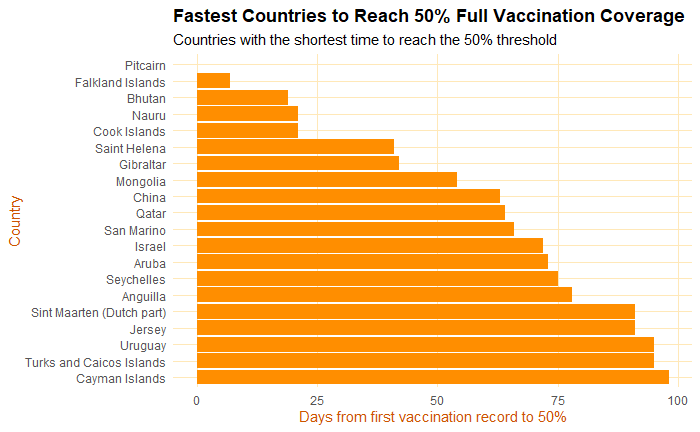 Fastest Countries to Reach 50% Full Vaccination Coverage
Countries with the shortest time to reach the 50% threshold
Country
Pitcairn
Falkland Islands
Bhutan
Nauru
Cook Islands
Saint Helena
Gibraltar
Mongolia
China
Qatar
San Marino
Israel
Aruba
Seychelles
Anguilla
Sint Maarten (Dutch part)
Jersey
Uruguay
Turks and Caicos Islands
Cayman Islands
0 25 50 75 100
Days from first vaccination record to 50%